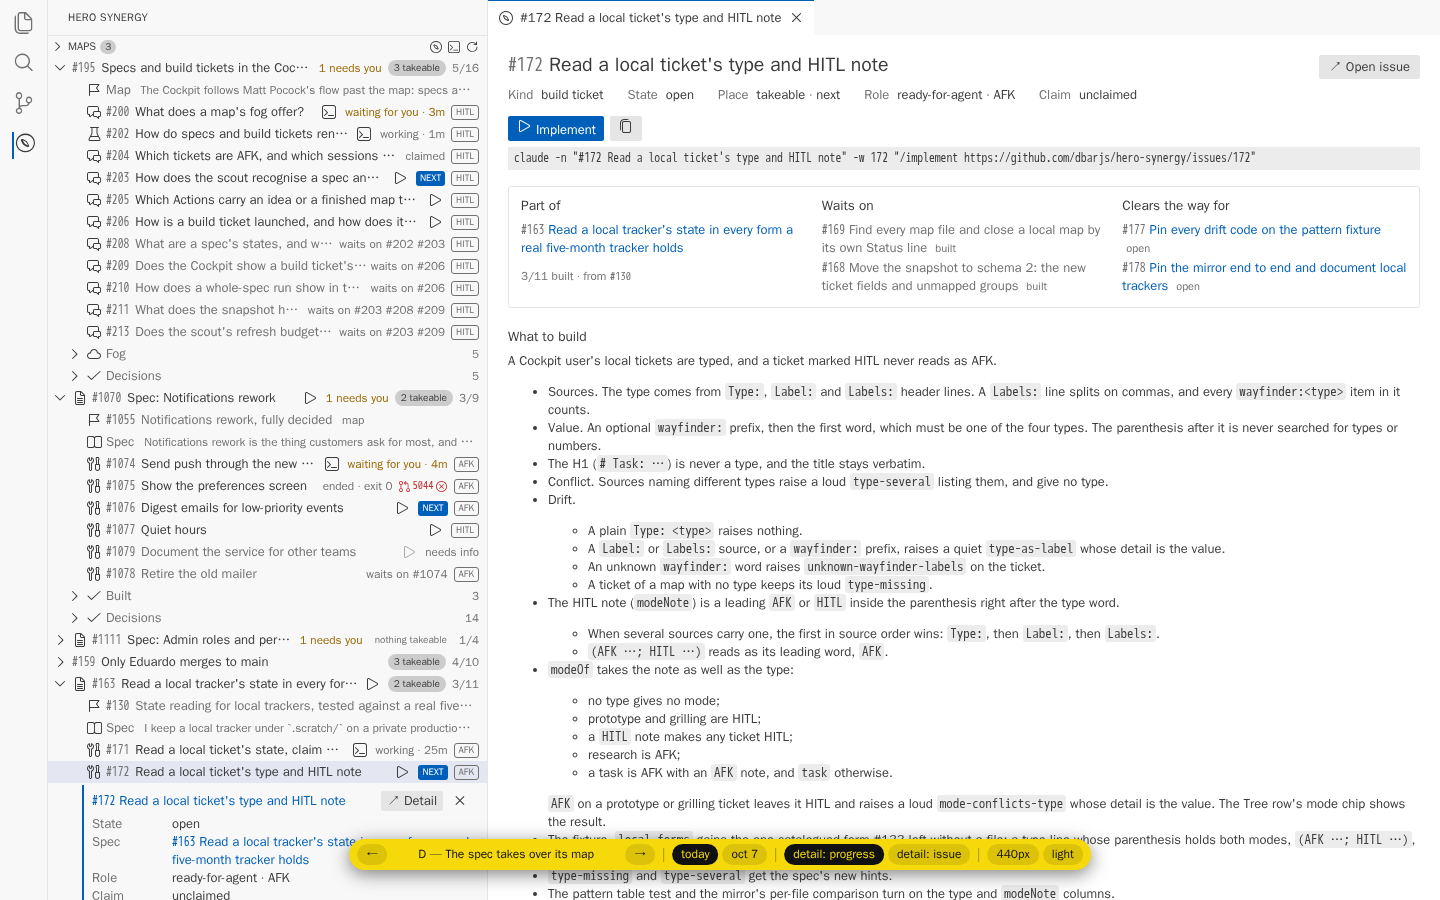 HERO SYNERGY
MAPS 3
#195 Specs and build tickets in the Coc··· 1 needs you 3 takeable 5/16
Map The Cockpit follows Matt Pocock's flow past the map: specs a···
#200 What does a map's fog offer? waiting for you · 3m HITL
#202 How do specs and build tickets ren··· working · 1m HITL
#204 Which tickets are AFK, and which sessions ··· claimed HITL
#203 How does the scout recognise a spec an··· NEXT HITL
#205 Which Actions carry an idea or a finished map t··· HITL
#206 How is a build ticket launched, and how does it··· HITL
#208 What are a spec's states, and w··· waits on #202 #203 HITL
#209 Does the Cockpit show a build ticket's··· waits on #206 HITL
#210 How does a whole-spec run show in t··· waits on #206 HITL
#211 What does the snapshot h··· waits on #203 #208 #209 HITL
#213 Does the scout's refresh budget··· waits on #203 #209 HITL
Fog 5
Decisions 5
#1070 Spec: Notifications rework 1 needs you 2 takeable 3/9
#1055 Notifications rework, fully decided map
Spec Notifications rework is the thing customers ask for most, and ···
#1074 Send push through the new ··· waiting for you · 4m AFK
#1075 Show the preferences screen ended · exit 0 5044 AFK
#1076 Digest emails for low-priority events NEXT AFK
#1077 Quiet hours HITL
#1079 Document the service for other teams needs info
#1078 Retire the old mailer waits on #1074 AFK
Built 3
Decisions 14
#1111 Spec: Admin roles and per··· 1 needs you nothing takeable 1/4
#159 Only Eduardo merges to main 3 takeable 4/10
#163 Read a local tracker's state in every for··· 2 takeable 3/11
#130 State reading for local trackers, tested against a real five···
Spec I keep a local tracker under `.scratch/` on a private productio···
#171 Read a local ticket's state, claim ··· working · 25m AFK
#172 Read a local ticket's type and HITL note NEXT AFK
#172 Read a local ticket's type and HITL note ↗ Detail
State open
Spec #163 Read a local tracker's state
five-month tracker holds
Role ready-for-agent · AFK
Claim unclaimed
#172 Read a local ticket's type and HITL note
#172 Read a local ticket's type and HITL note
↗ Open issue
Kind build ticket State open Place takeable · next Role ready-for-agent · AFK Claim unclaimed
Implement
claude -n "#172 Read a local ticket's type and HITL note" -w 172 "/implement https://github.com/dbarjs/hero-synergy/issues/172"
Part of
#163 Read a local tracker's state in every form a
real five-month tracker holds
3/11 built · from #130
Waits on
#169 Find every map file and close a local map
by its own Status line built
#168 Move the snapshot to schema 2: the new
ticket fields and unmapped groups built
Clears the way for
#177 Pin every drift code on the pattern fixture
open
#178 Pin the mirror end to end and document local
trackers open
What to build
A Cockpit user's local tickets are typed, and a ticket marked HITL never reads as AFK.
• Sources. The type comes from Type:, Label: and Labels: header lines. A Labels: line splits on commas, and every wayfinder:<type> item in it
counts.
• Value. An optional wayfinder: prefix, then the first word, which must be one of the four types. The parenthesis after it is never searched for types or
numbers.
• The H1 (# Task: ···) is never a type, and the title stays verbatim.
• Conflict. Sources naming different types raise a loud type-several listing them, and give no type.
• Drift.
◦ A plain Type: <type> raises nothing.
◦ A Label: or Labels: source, or a wayfinder: prefix, raises a quiet type-as-label whose detail is the value.
◦ An unknown wayfinder: word raises unknown-wayfinder-labels on the ticket.
◦ A ticket of a map with no type keeps its loud type-missing.
• The HITL note (modeNote) is a leading AFK or HITL inside the parenthesis right after the type word.
◦ When several sources carry one, the first in source order wins: Type:, then Label:, then Labels:.
◦ (AFK ···; HITL ···) reads as its leading word, AFK.
• modeOf takes the note as well as the type:
◦ no type gives no mode;
◦ prototype and grilling are HITL;
◦ a HITL note makes any ticket HITL;
◦ research is AFK;
◦ a task is AFK with an AFK note, and task otherwise.
AFK on a prototype or grilling ticket leaves it HITL and raises a loud mode-conflicts-type whose detail is the value. The Tree row's mode chip shows
the result.
• The fixture local-forms gains the one catalogued form #132 left without a file: a type line whose parenthesis holds both modes, (AFK ···; HITL ···),
• type-missing and type-several get the spec's new hints.
• The pattern table test and the mirror's per-file comparison turn on the type and modeNote columns.
← D — The spec takes over its map → | today oct 7 | detail: progress detail: issue | 440px light